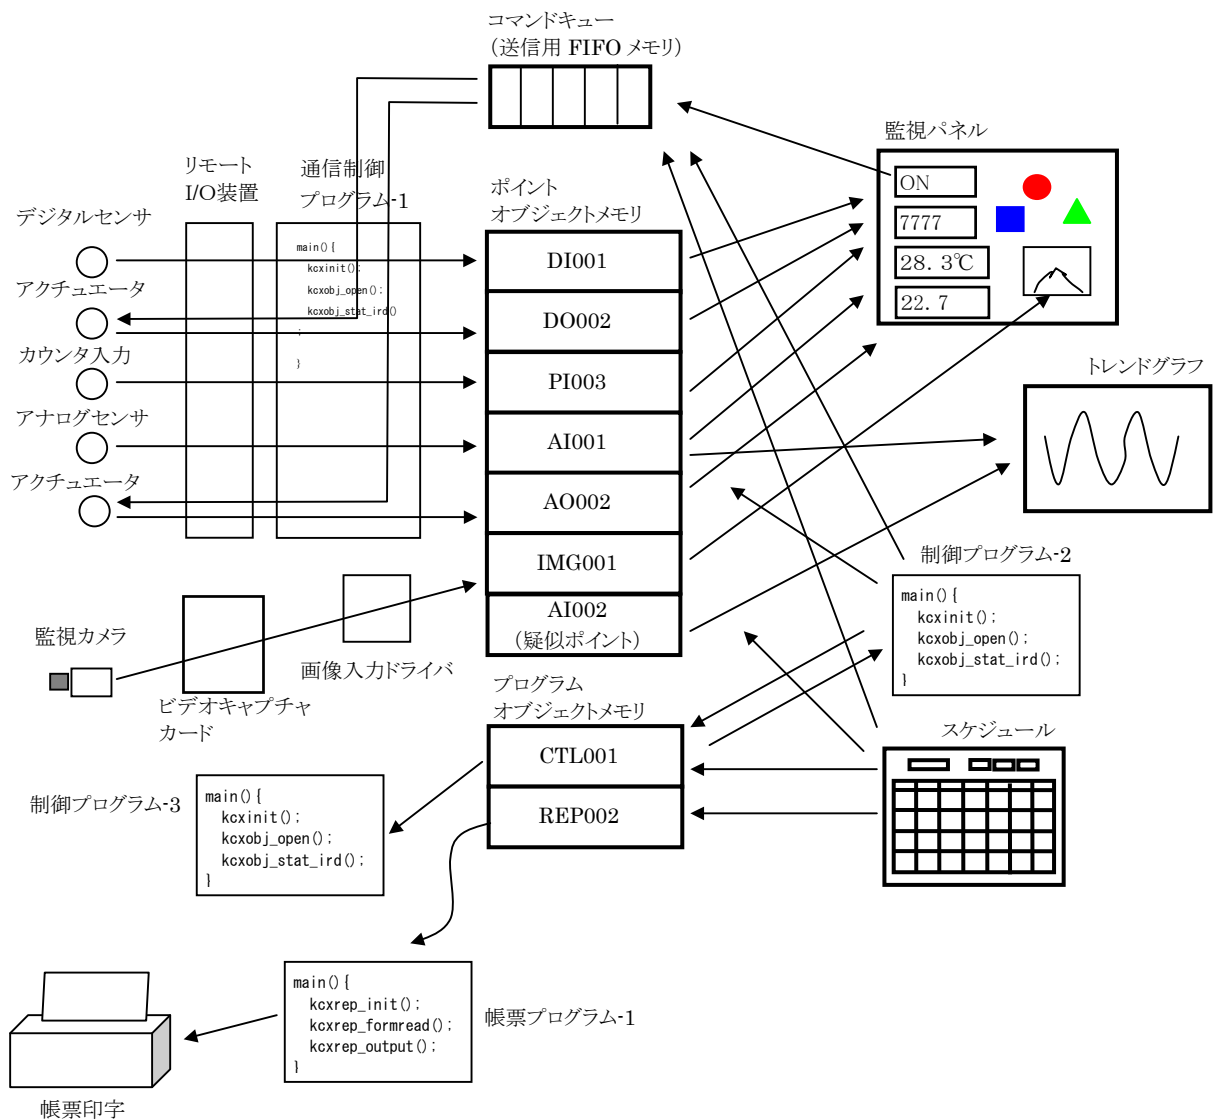 コマンドキュー
（送信用 FIFO メモリ）
監視パネル
ON
7777
28. 3℃
22. 7
リモート
I/O装置
通信制御
プログラム-1
main() {
kcxinit();
kcxobj_open();
kcxobj_stat_ird()
;
}
ポイント
オブジェクトメモリ
DI001
DO002
PI003
AI001
AO002
IMG001
AI002
（疑似ポイント）
デジタルセンサ
アクチュエータ
カウンタ入力
アナログセンサ
アクチュエータ
トレンドグラフ
制御プログラム-2
main() {
kcxinit();
kcxobj_open();
kcxobj_stat_ird();
}
監視カメラ
ビデオキャプチャ
カード
画像入力ドライバ
プログラム
オブジェクトメモリ
CTL001
REP002
スケジュール
制御プログラム-3
main() {
kcxinit();
kcxobj_open();
kcxobj_stat_ird();
}
main() {
kcxrep_init();
kcxrep_formread();
kcxrep_output();
}
帳票プログラム-1
帳票印字